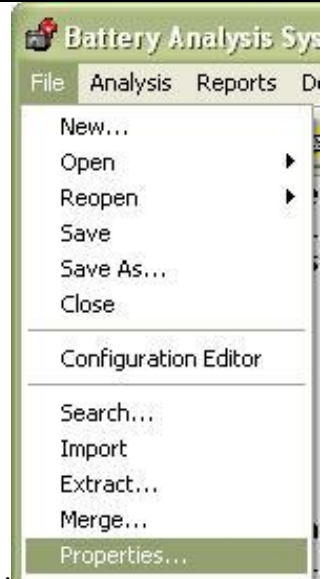 Battery Analysis Sys
File Analysis Reports
New...
Open
Reopen
Save
Save As...
Close
Configuration Editor
Search...
Import
Extract...
Merge...
Properties...